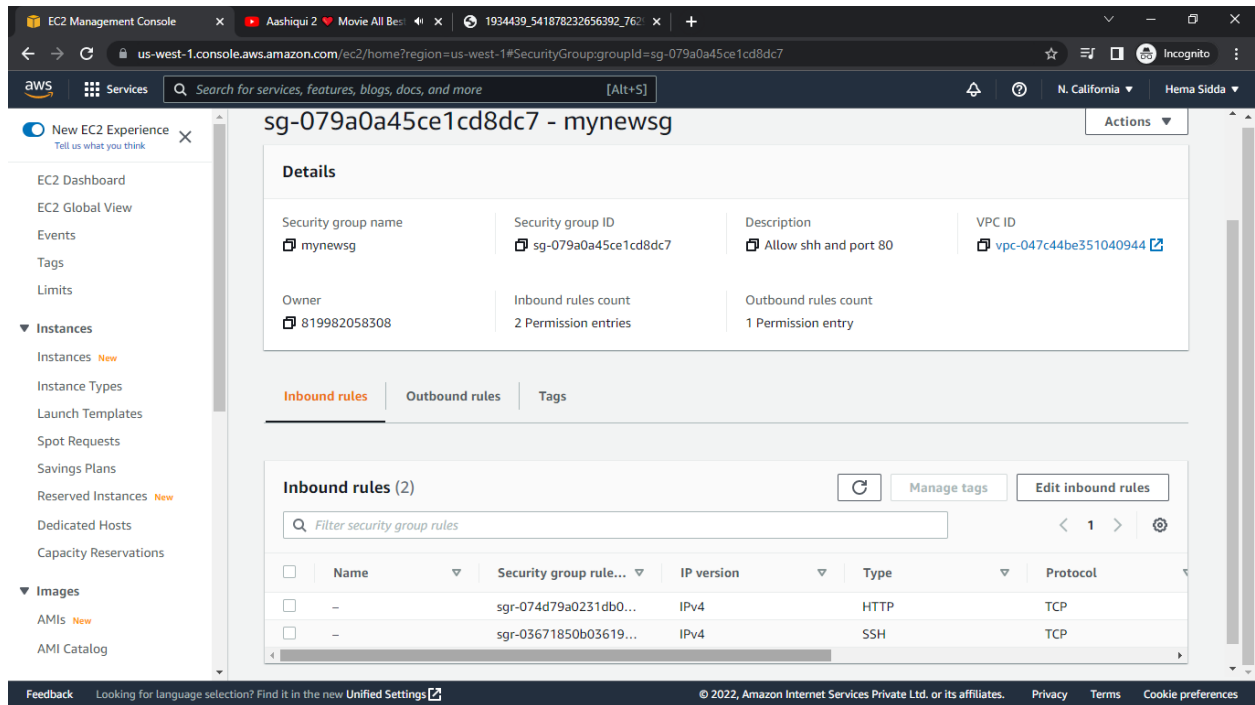 EC2 Management Console
Aashiqui 2 ❤ Movie All Bes
1934439_541878232656392_762
us-west-1.console.aws.amazon.com/ec2/home?region=us-west-1#SecurityGroup:groupId=sg-079a0a45ce1cd8dc7
Incognito
aws
Services
Search for services, features, blogs, docs, and more
[Alt+S]
N. California
Hema Sidda
New EC2 Experience
Tell us what you think
EC2 Dashboard
EC2 Global View
Events
Tags
Limits
Instances
Instances New
Instance Types
Launch Templates
Spot Requests
Savings Plans
Reserved Instances New
Dedicated Hosts
Capacity Reservations
Images
AMIs New
AMI Catalog
sg-079a0a45ce1cd8dc7 - mynewsg
Actions
Details
Security group name
mynewsg
Security group ID
sg-079a0a45ce1cd8dc7
Description
Allow shh and port 80
VPC ID
vpc-047c44be351040944
Owner
819982058308
Inbound rules count
2 Permission entries
Outbound rules count
1 Permission entry
Inbound rules
Outbound rules
Tags
Inbound rules (2)
Manage tags
Edit inbound rules
Filter security group rules
1
Name Security group rule... IP version Type Protocol
– sgr-074d79a0231db0... IPv4 HTTP TCP
– sgr-03671850b03619... IPv4 SSH TCP
Feedback
Looking for language selection? Find it in the new Unified Settings
© 2022, Amazon Internet Services Private Ltd. or its affiliates.
Privacy
Terms
Cookie preferences